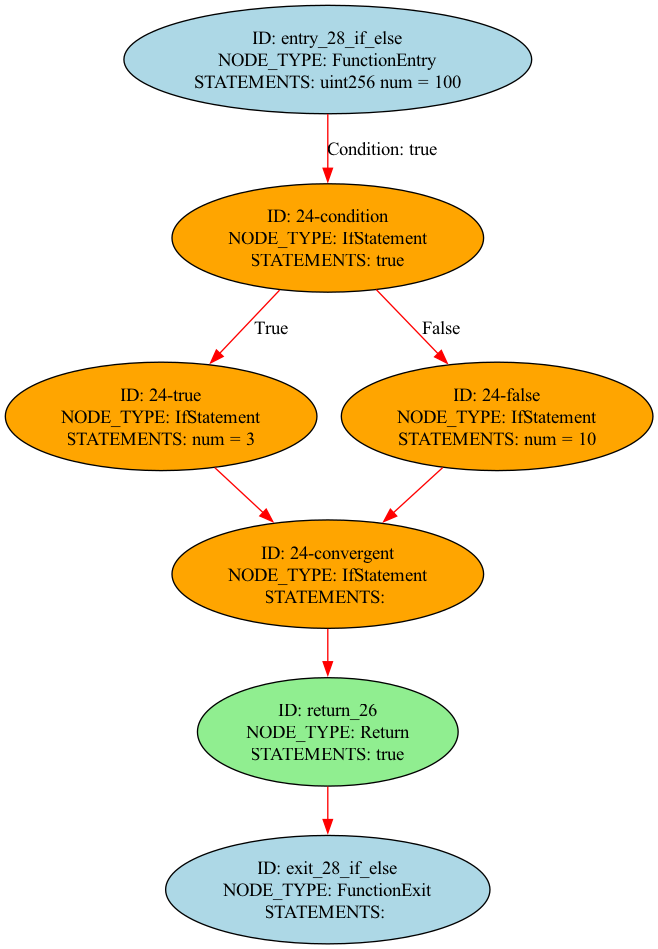 ID: entry_28_if_else
NODE_TYPE: FunctionEntry
STATEMENTS: uint256 num = 100
Condition: true
ID: 24-condition
NODE_TYPE: IfStatement
STATEMENTS: true
True
False
ID: 24-true
NODE_TYPE: IfStatement
STATEMENTS: num = 3
ID: 24-false
NODE_TYPE: IfStatement
STATEMENTS: num = 10
ID: 24-convergent
NODE_TYPE: IfStatement
STATEMENTS:
ID: return_26
NODE_TYPE: Return
STATEMENTS: true
ID: exit_28_if_else
NODE_TYPE: FunctionExit
STATEMENTS: